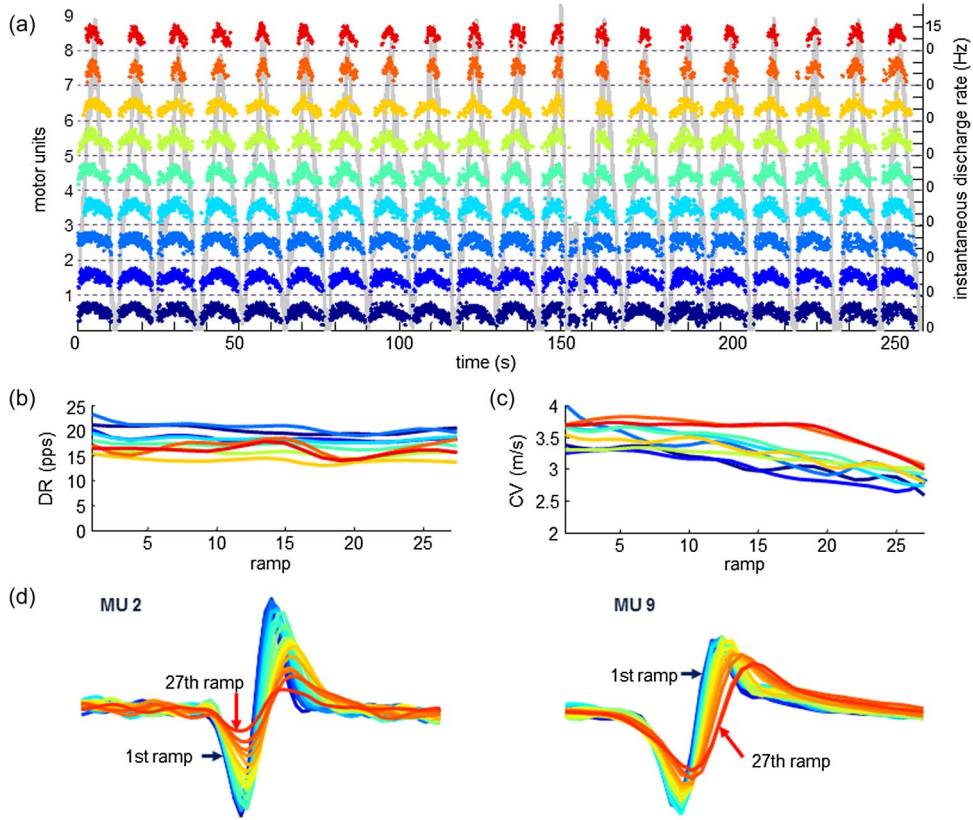 (a)
9
8
7
6
5
4
3
2
1
motor units
15
0
0
0
0
0
0
0
0
0
instantaneous discharge rate (Hz)
0 50 100 150 200 250
time (s)
(b)
25
20
15
10
5
0
DR (pps)
5 10 15 20 25
ramp
(c)
4
3.5
3
2.5
2
CV (m/s)
5 10 15 20 25
ramp
(d)
MU 2
27th ramp
1st ramp
MU 9
1st ramp
27th ramp